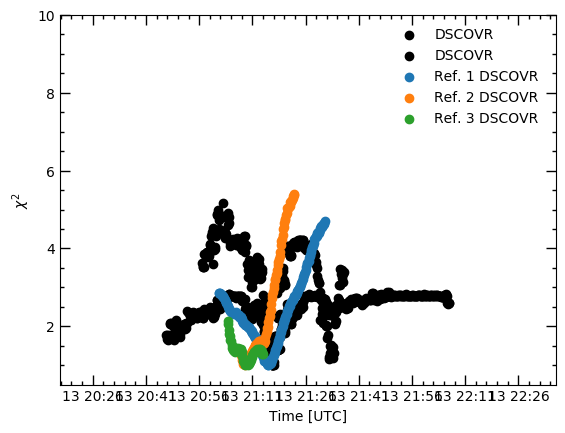 10
8
6
4
2
χ²
DSCOVR
DSCOVR
Ref. 1 DSCOVR
Ref. 2 DSCOVR
Ref. 3 DSCOVR
13 20:26 13 20:41 13 20:56 13 21:11 13 21:26 13 21:41 13 21:56 13 22:11 13 22:26
Time [UTC]